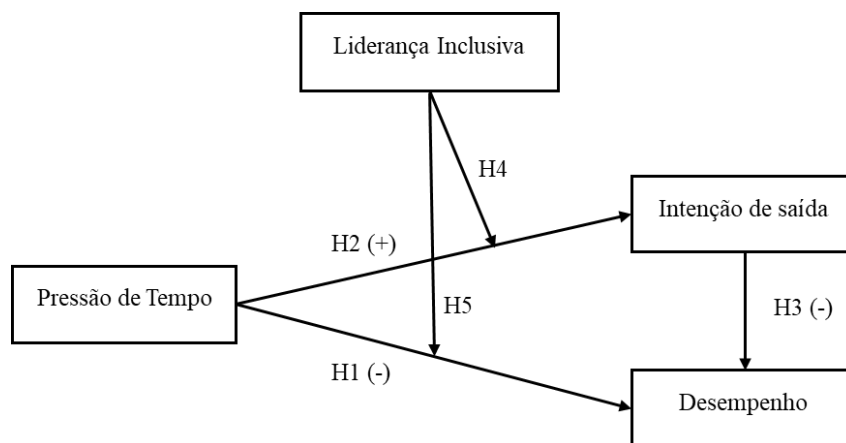 Liderança Inclusiva
H4
Intenção de saída
H2 (+)
Pressão de Tempo
H5
H3 (-)
H1 (-)
Desempenho